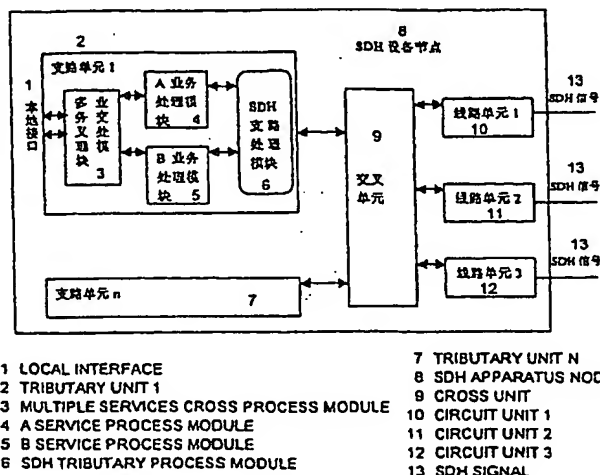 8
SDH 设备节点
2
支路单元 1
1
本地接口
多业务交叉处理模块
3
A 业务
处理模
块 4
B 业务
处理模
块 5
SDH
支路
处理
模块
6
9
交叉
单元
线路单元 1
10
13
SDH 信号
线路单元 2
11
13
SDH 信号
线路单元 3
12
13
SDH 信号
支路单元 n 7
1 LOCAL INTERFACE
2 TRIBUTARY UNIT 1
3 MULTIPLE SERVICES CROSS PROCESS MODULE
4 A SERVICE PROCESS MODULE
5 B SERVICE PROCESS MODULE
6 SDH TRIBUTARY PROCESS MODULE
7 TRIBUTARY UNIT N
8 SDH APPARATUS NOD
9 CROSS UNIT
10 CIRCUIT UNIT 1
11 CIRCUIT UNIT 2
12 CIRCUIT UNIT 3
13 SDH SIGNAL